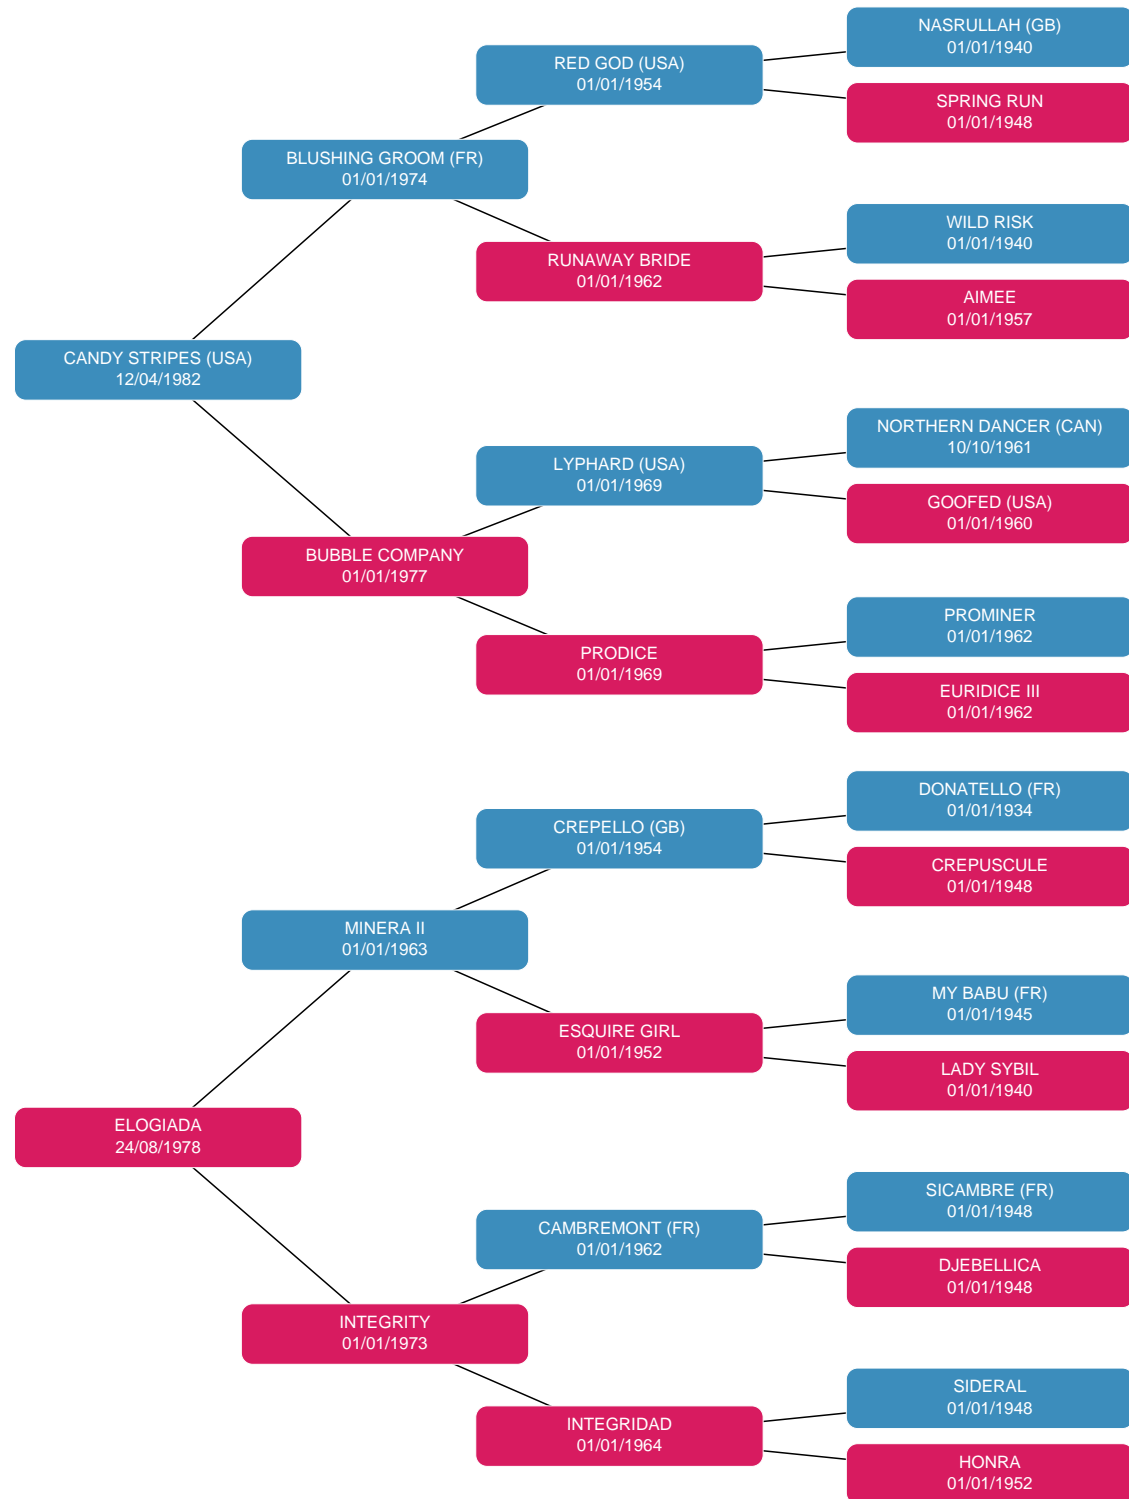 NASRULLAH (GB)
01/01/1940
RED GOD (USA)
01/01/1954
SPRING RUN
01/01/1948
BLUSHING GROOM (FR)
01/01/1974
WILD RISK
01/01/1940
RUNAWAY BRIDE
01/01/1962
AIMEE
01/01/1957
CANDY STRIPES (USA)
12/04/1982
NORTHERN DANCER (CAN)
10/10/1961
LYPHARD (USA)
01/01/1969
GOOFED (USA)
01/01/1960
BUBBLE COMPANY
01/01/1977
PROMINER
01/01/1962
PRODICE
01/01/1969
EURIDICE III
01/01/1962
DONATELLO (FR)
01/01/1934
CREPELLO (GB)
01/01/1954
CREPUSCULE
01/01/1948
MINERA II
01/01/1963
MY BABU (FR)
01/01/1945
ESQUIRE GIRL
01/01/1952
LADY SYBIL
01/01/1940
ELOGIADA
24/08/1978
SICAMBRE (FR)
01/01/1948
CAMBREMONT (FR)
01/01/1962
DJEBELLICA
01/01/1948
INTEGRITY
01/01/1973
SIDERAL
01/01/1948
INTEGRIDAD
01/01/1964
HONRA
01/01/1952